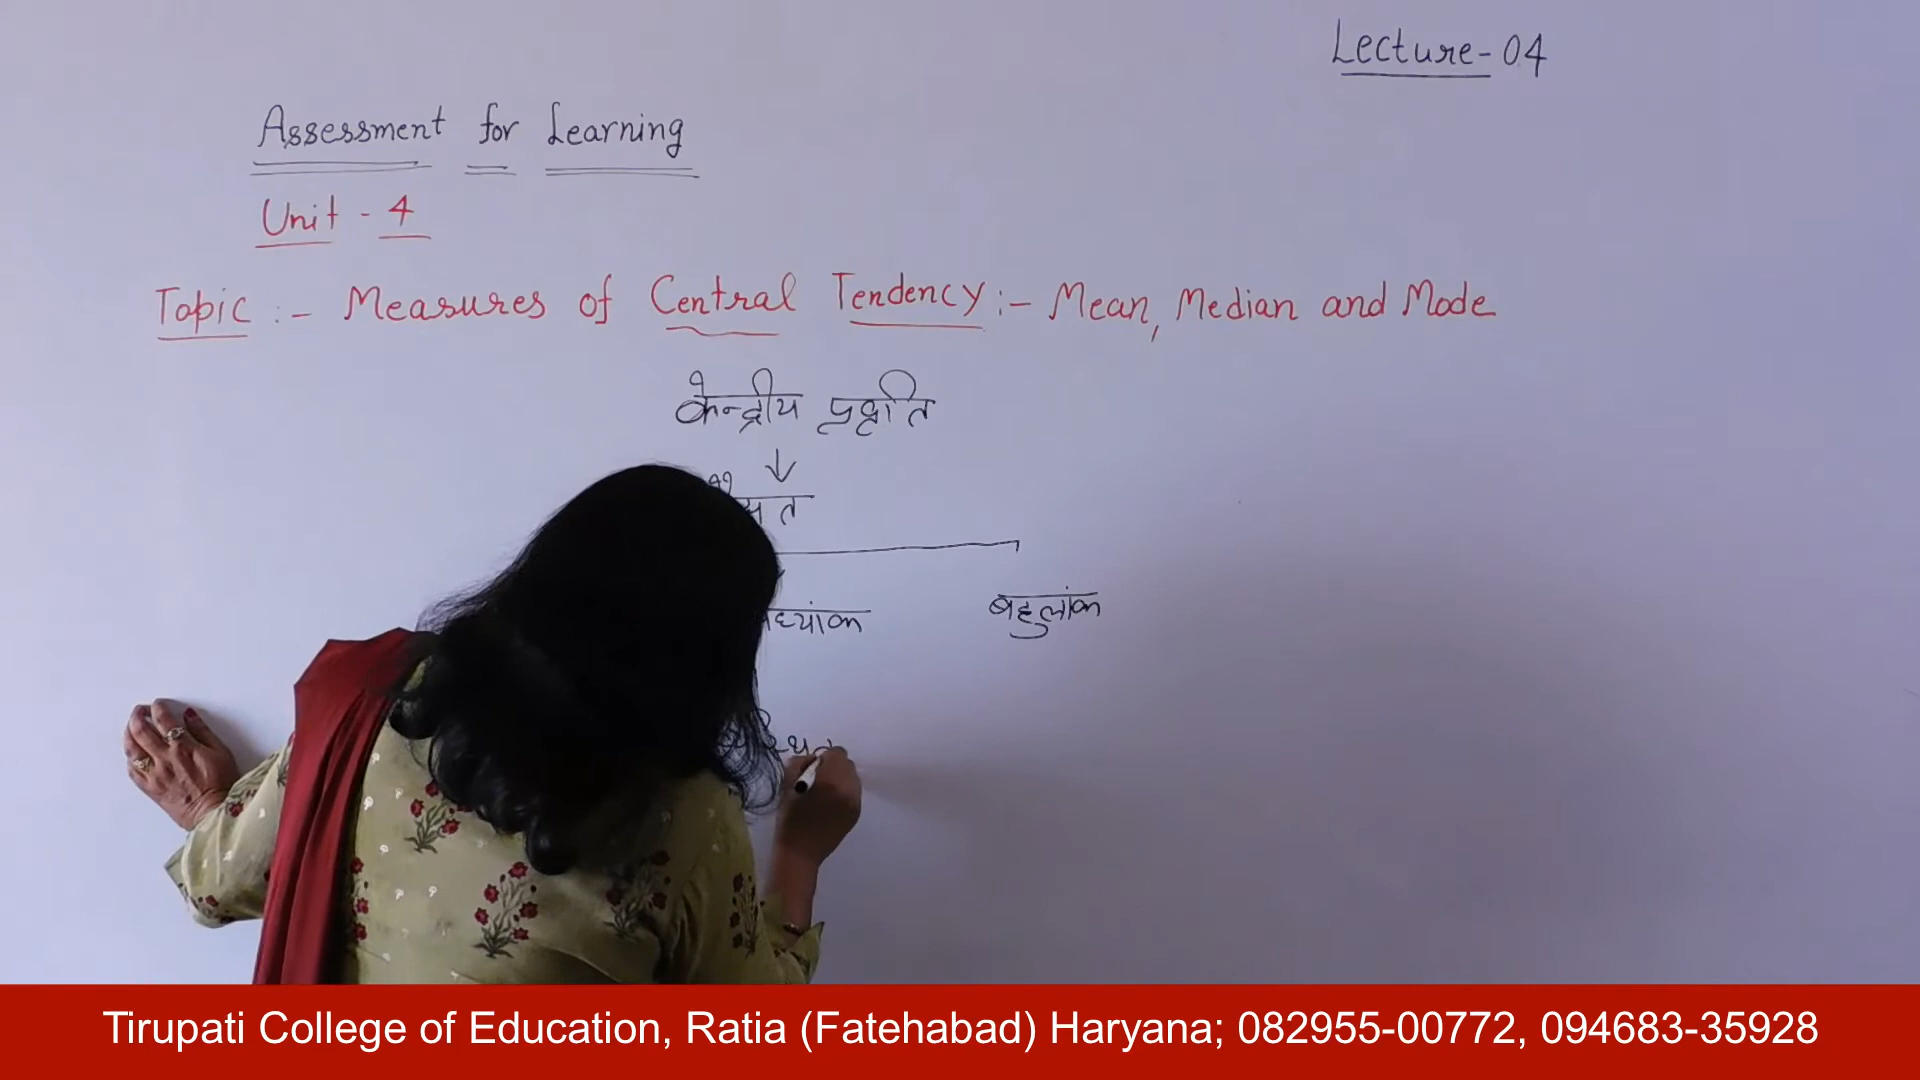 Lecture-04
Assessment for Learning
Unit - 4
Topic :- Measures of Central Tendency :- Mean, Median and Mode
केन्द्रीय प्रवृति
बहुलांक
Tirupati College of Education, Ratia (Fatehabad) Haryana; 082955-00772, 094683-35928